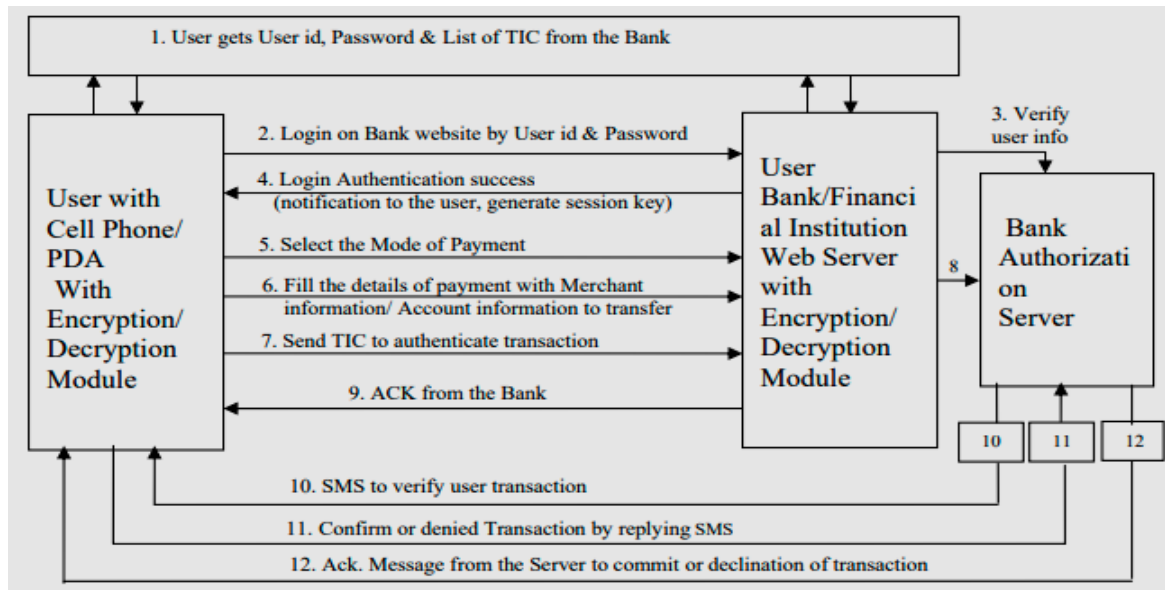 1. User gets User id, Password & List of TIC from the Bank
2. Login on Bank website by User id & Password
3. Verify
user info
4. Login Authentication success
(notification to the user, generate session key)
5. Select the Mode of Payment
6. Fill the details of payment with Merchant
information/ Account information to transfer
7. Send TIC to authenticate transaction
8
9. ACK from the Bank
User with
Cell Phone/
PDA
With
Encryption/
Decryption
Module
User
Bank/Financi
al Institution
Web Server
with
Encryption/
Decryption
Module
Bank
Authorizati
on
Server
10
11
12
10. SMS to verify user transaction
11. Confirm or denied Transaction by replying SMS
12. Ack. Message from the Server to commit or declination of transaction